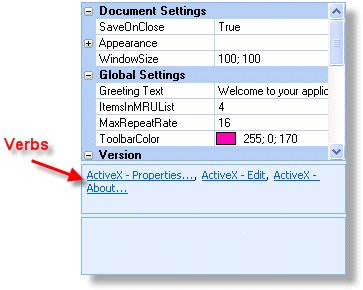 Document Settings
SaveOnClose True
Appearance
WindowSize 100; 100
Global Settings
Greeting Text Welcome to your applic
ItemsInMRUList 4
MaxRepeatRate 16
ToolbarColor 255; 0; 170
Version
Verbs
ActiveX - Properties..., ActiveX - Edit, ActiveX -
About...